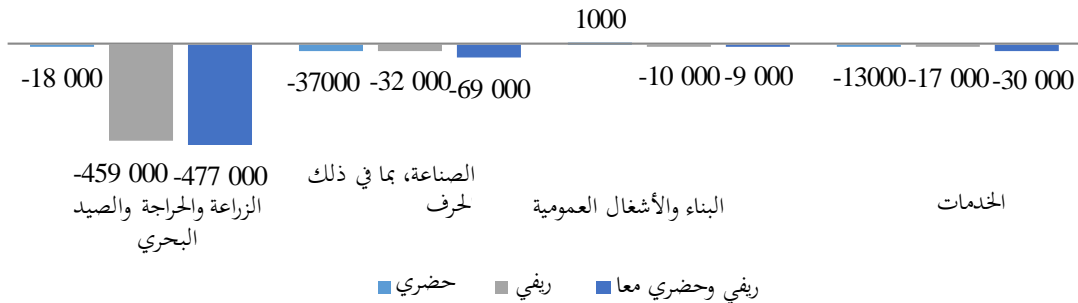 1000
-18 000
-37000
-32 000
-69 000
-10 000
-9 000
-13000
-17 000
-30 000
-459 000
-477 000
الزراعة والحراجة والصيد
البحري
الصناعة، بما في ذلك
لحرف
البناء والأشغال العمومية
الخدمات
حضري
ريفي
ريفي وحضري معا